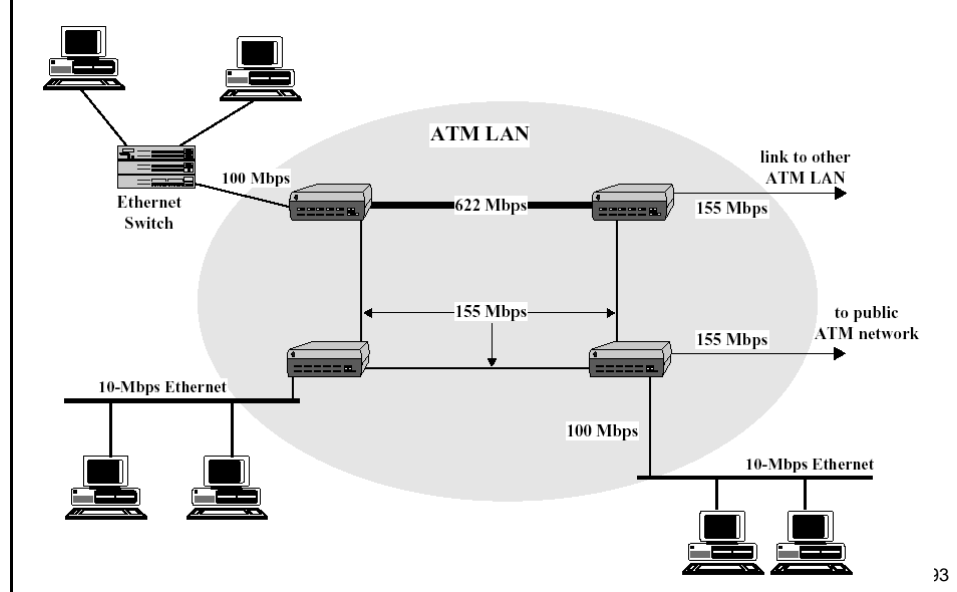 ATM LAN
link to other
ATM LAN
100 Mbps
Ethernet
Switch
622 Mbps
155 Mbps
155 Mbps
to public
ATM network
155 Mbps
10-Mbps Ethernet
100 Mbps
10-Mbps Ethernet
93